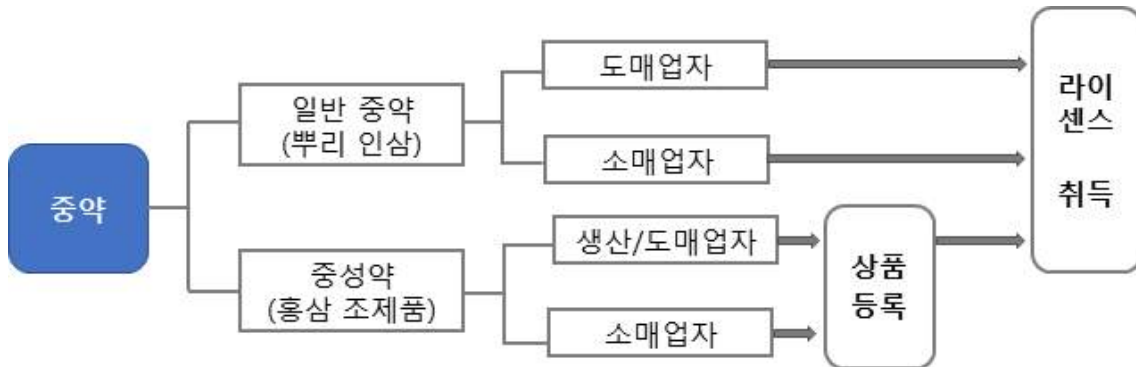 중약
일반 중약
(뿌리 인삼)
도매업자
소매업자
중성약
(홍삼 조제품)
생산/도매업자
소매업자
상품
등록
라이
센스
취득